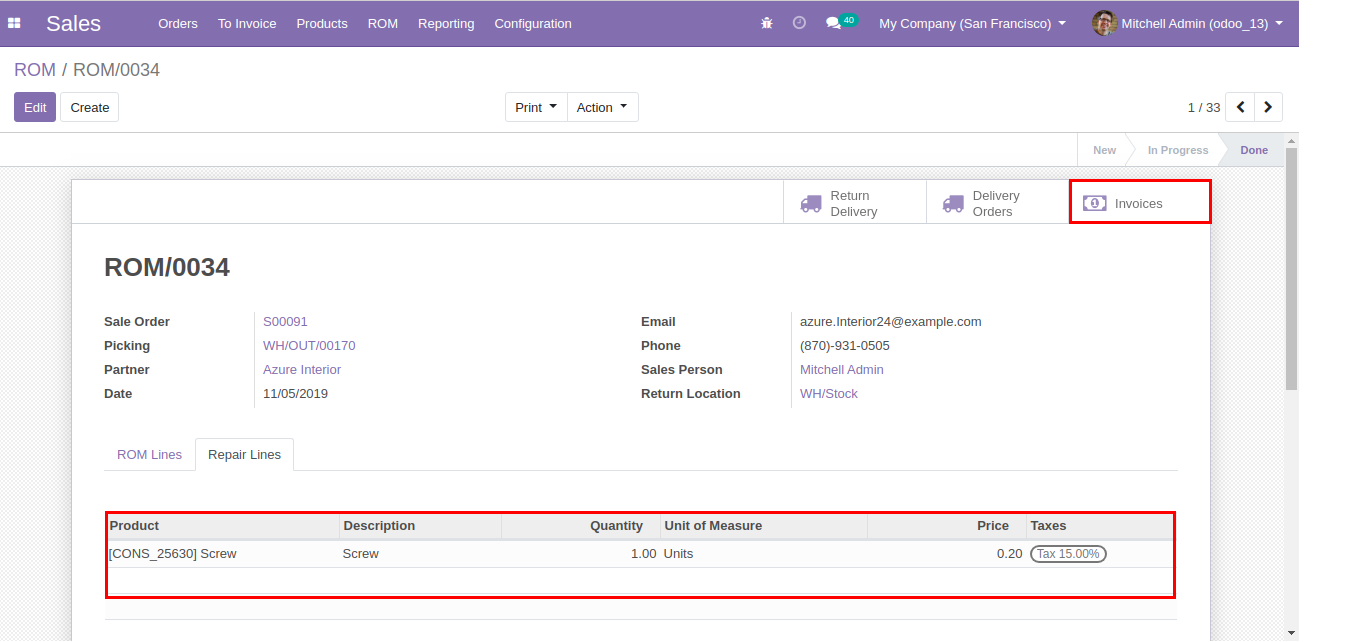 Sales Orders To Invoice Products ROM Reporting Configuration 40 My Company (San Francisco) Mitchell Admin (odoo_13)
ROM / ROM/0034
Edit Create Print Action 1 / 33
New In Progress Done
Return Delivery
Delivery Orders
1 Invoices
ROM/0034
Sale Order S00091 Email azure.Interior24@example.com
Picking WH/OUT/00170 Phone (870)-931-0505
Partner Azure Interior Sales Person Mitchell Admin
Date 11/05/2019 Return Location WH/Stock
ROM Lines Repair Lines
Product Description Quantity Unit of Measure Price Taxes
[CONS_25630] Screw Screw 1.00 Units 0.20 Tax 15.00%